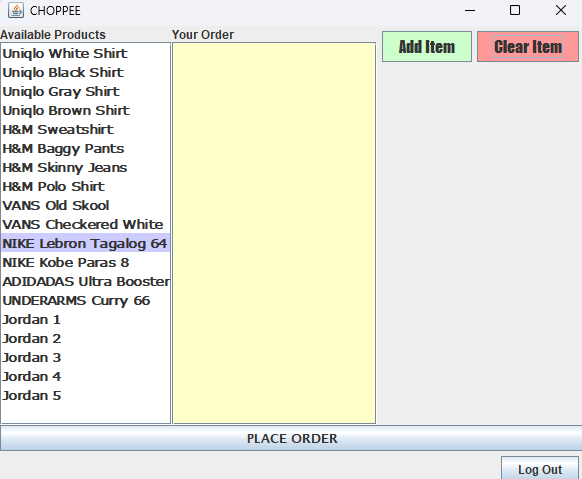 CHOPPEE
Available Products
Your Order
Add Item
Clear Item
Uniqlo White Shirt
Uniqlo Black Shirt
Uniqlo Gray Shirt
Uniqlo Brown Shirt
H&M Sweatshirt
H&M Baggy Pants
H&M Skinny Jeans
H&M Polo Shirt
VANS Old Skool
VANS Checkered White
NIKE Lebron Tagalog 64
NIKE Kobe Paras 8
ADIDADAS Ultra Booster
UNDERARMS Curry 66
Jordan 1
Jordan 2
Jordan 3
Jordan 4
Jordan 5
PLACE ORDER
Log Out